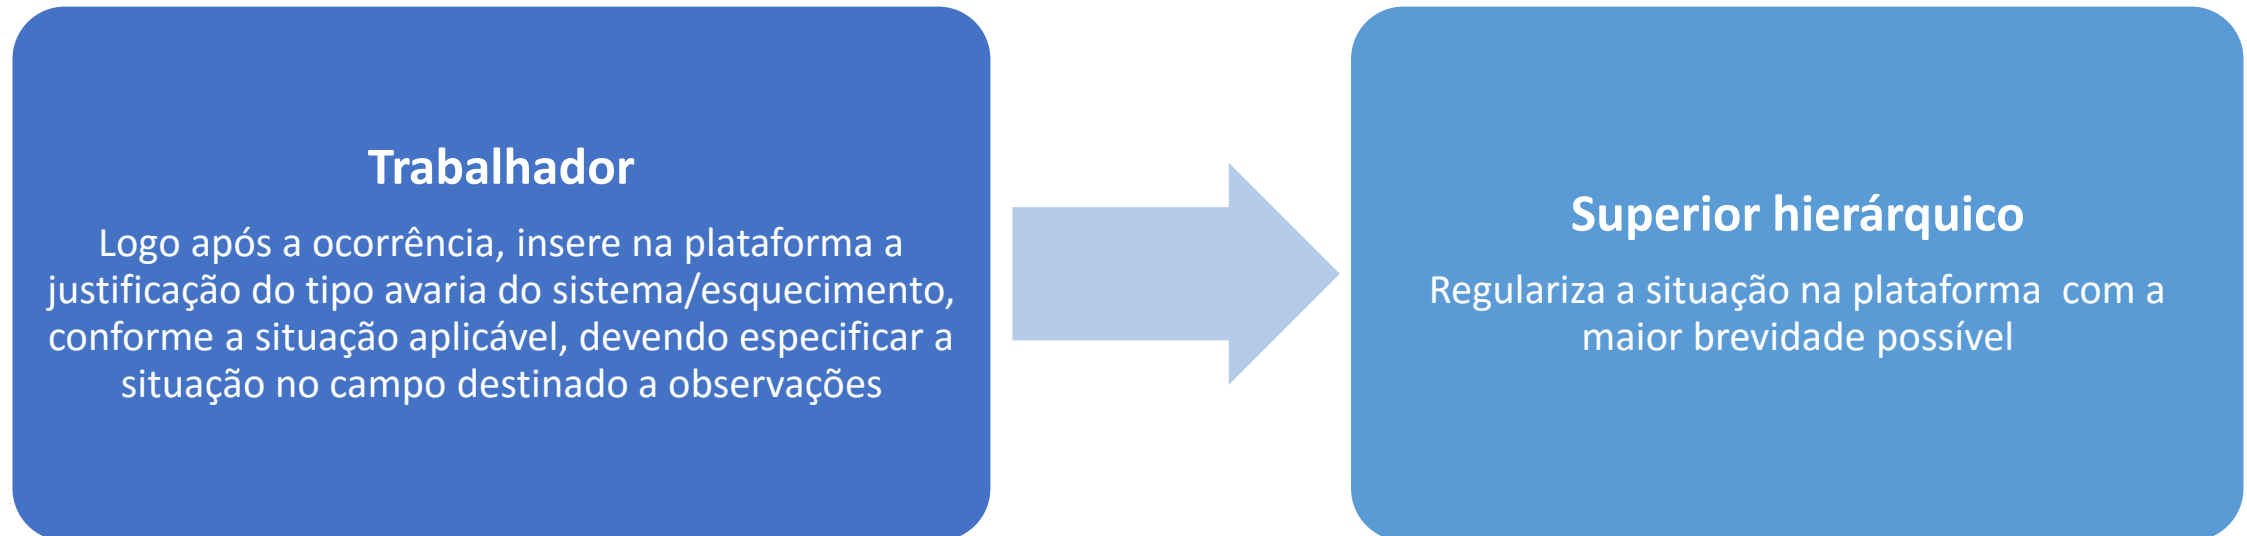 Trabalhador
Logo após a ocorrência, insere na plataforma a
justificação do tipo avaria do sistema/esquecimento,
conforme a situação aplicável, devendo especificar a
situação no campo destinado a observações
Superior hierárquico
Regulariza a situação na plataforma  com a
maior brevidade possível